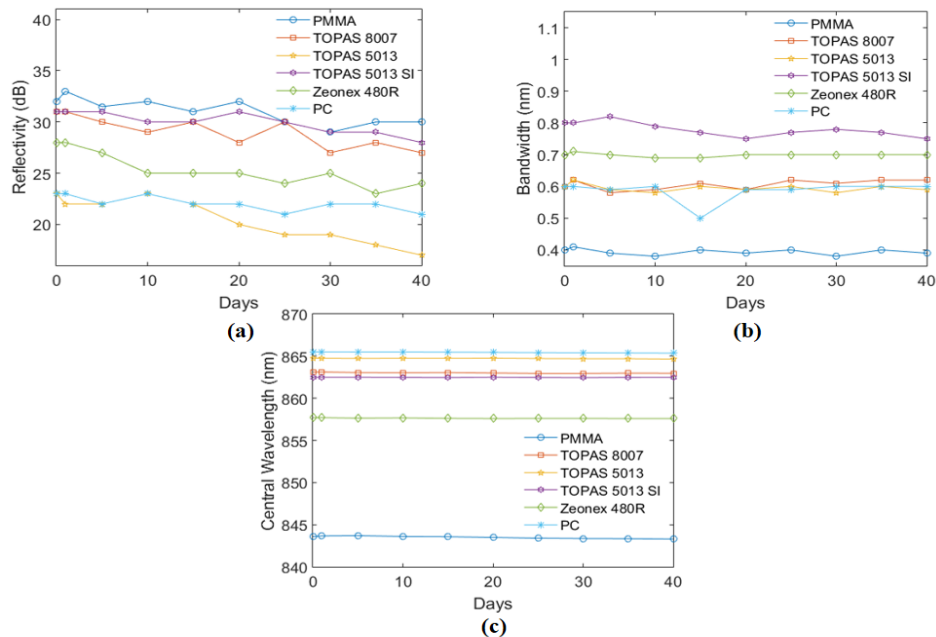 40
35
30
25
20
Reflectivity (dB)
0
10
20
30
40
Days
PMMA
TOPAS 8007
TOPAS 5013
TOPAS 5013 SI
Zeonex 480R
PC
(a)
1
0.9
0.8
0.7
0.6
0.5
0.4
Bandwidth (nm)
0
10
20
30
40
Days
PMMA
TOPAS 8007
TOPAS 5013
TOPAS 5013 SI
Zeonex 480R
PC
(b)
870
865
860
855
850
845
840
Central Wavelength (nm)
0
10
20
30
40
Days
PMMA
TOPAS 8007
TOPAS 5013
TOPAS 5013 SI
Zeonex 480R
PC
(c)